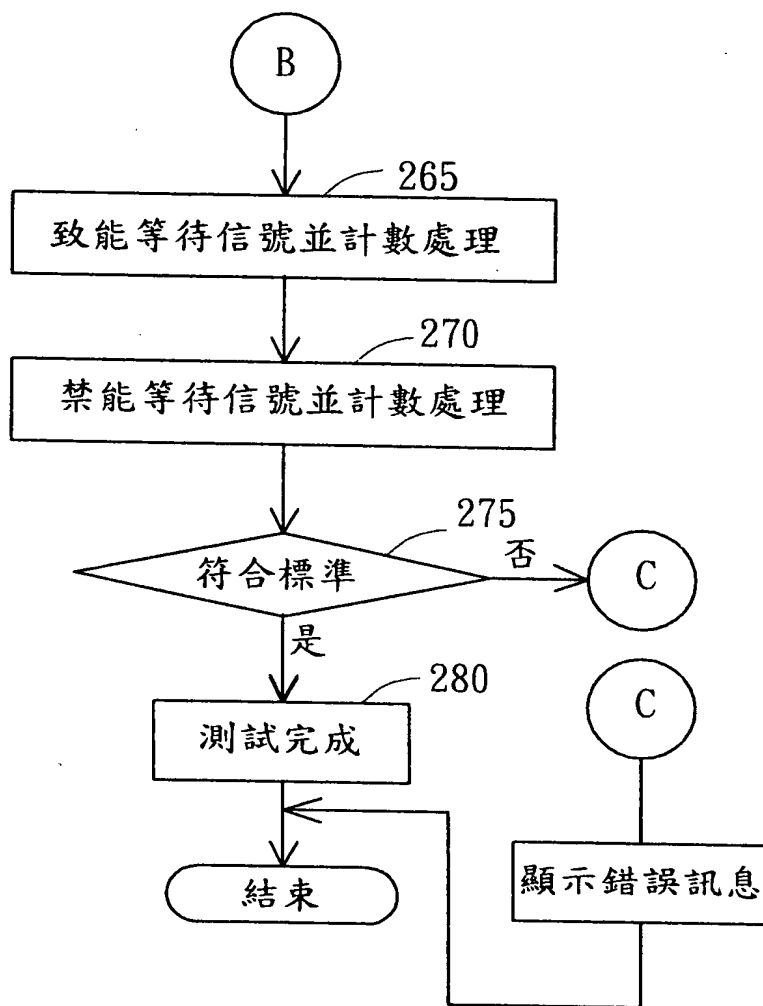 B
265
致能等待信號並計數處理
270
禁能等待信號並計數處理
275
符合標準
否
C
是
280
測試完成
C
顯示錯誤訊息
結束